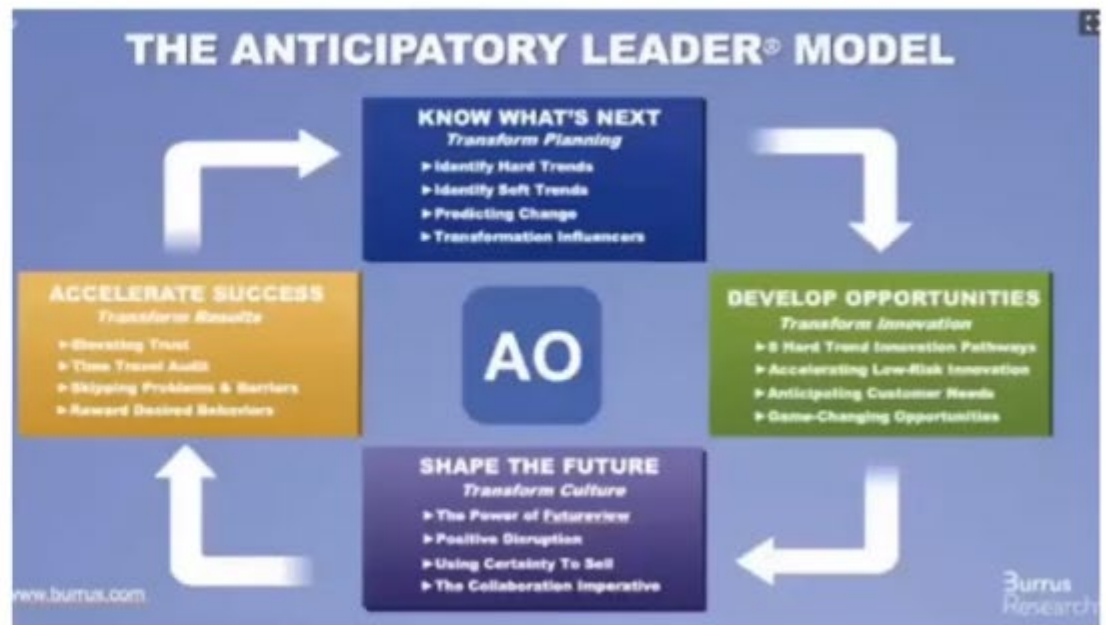 THE ANTICIPATORY LEADER® MODEL
KNOW WHAT'S NEXT
Transform Planning
►Identify Hard Trends
►Identify Soft Trends
►Predicting Change
►Transformation Influencers
DEVELOP OPPORTUNITIES
Transform Innovation
►8 Hard Trend Innovation Pathways
►Accelerating Low-Risk Innovation
►Anticipating Customer Needs
►Game-Changing Opportunities
SHAPE THE FUTURE
Transform Culture
►The Power of Futureview
►Positive Disruption
►Using Certainty To Sell
►The Collaboration Imperative
ACCELERATE SUCCESS
Transform Results
►Elevating Trust
►Time Travel Audit
►Skipping Problems & Barriers
►Reward Desired Behaviors
AO
www.burrus.com
Burrus
Research